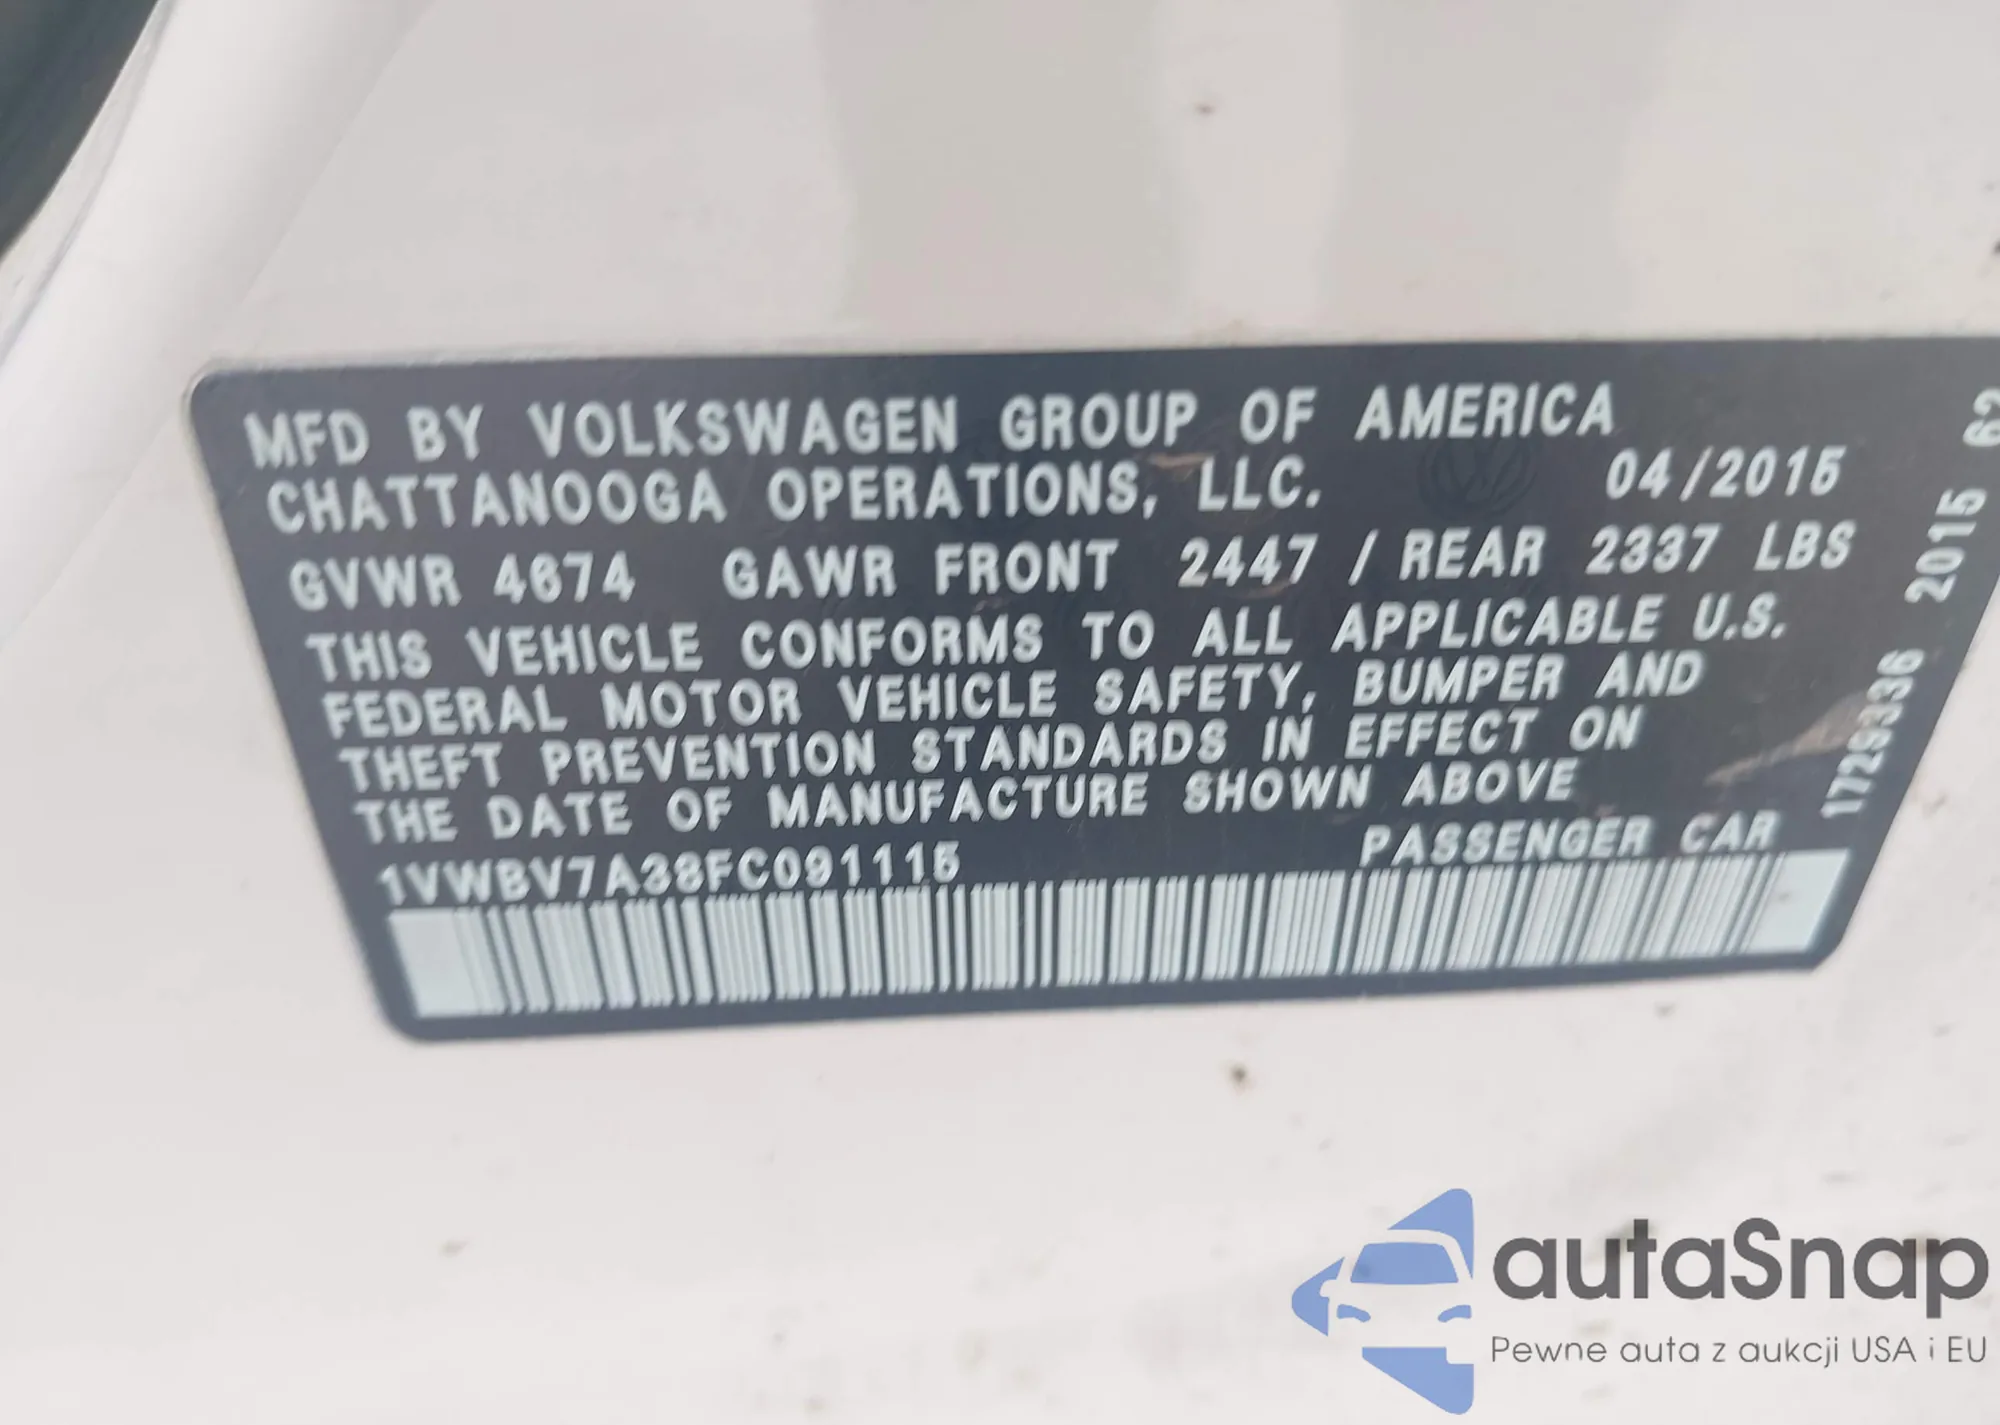 MFD BY VOLKSWAGEN GROUP OF AMERICA
CHATTANOOGA OPERATIONS, LLC. 04/2015
GVWR 4674 GAWR FRONT 2447 / REAR 2337 LBS
THIS VEHICLE CONFORMS TO ALL APPLICABLE U.S.
FEDERAL MOTOR VEHICLE SAFETY, BUMPER AND
THEFT PREVENTION STANDARDS IN EFFECT ON
THE DATE OF MANUFACTURE SHOWN ABOVE
PASSENGER CAR
1VWBV7A38FC091115
1729336 2015 62
autaSnap
Pewne auta z aukcji USA i EU